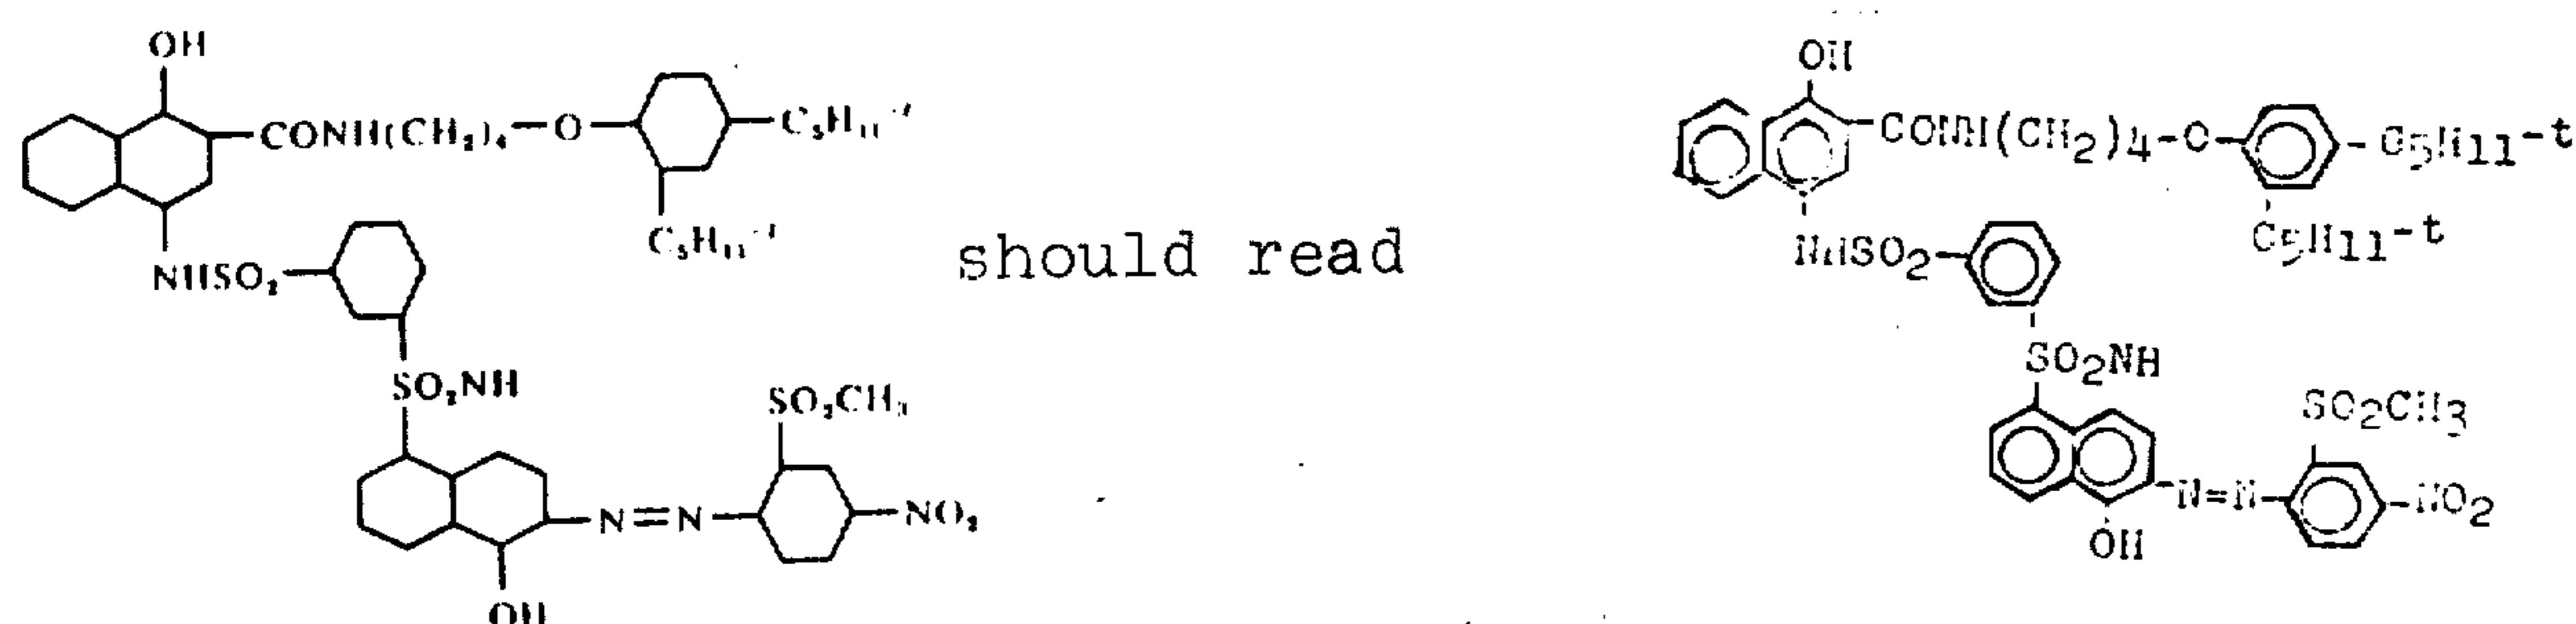 OH
CONH(CH₂)₄—O—
C₅H₁₁-t
C₅H₁₁-t
NHSO₂
SO₂NH
SO₂CH₃
N=N
NO₂
OH
should read
OH
CONH(CH₂)₄-O-
C₅H₁₁-t
C₅H₁₁-t
NHSO₂
SO₂NH
SO₂CH₃
N=N
NO₂
OH